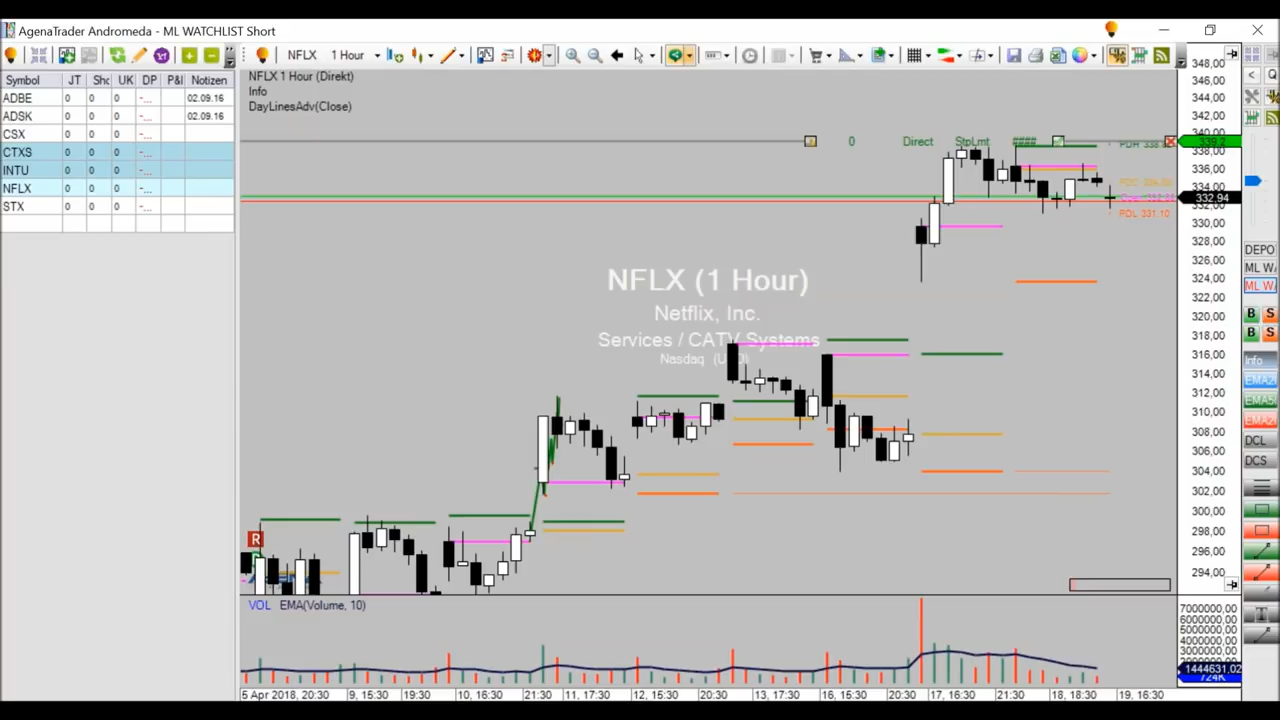 AgenaTrader Andromeda - ML WATCHLIST Short
NFLX 1 Hour
Symbol JT Shc UK DP P&L Notizen
ADBE 0 0 0 -... 02.09.16
ADSK 0 0 0 -... 02.09.16
CSX 0 0 0 -...
CTXS 0 0 0 -...
INTU 0 0 0 -...
NFLX 0 0 0 -...
STX 0 0 0 -...
NFLX 1 Hour (Direkt)
Info
DayLinesAdv(Close)
0 Direct StpLmt ####
PDL 331.10
NFLX (1 Hour)
Netflix, Inc.
Services / CATV Systems
Nasdaq
R
348,00
346,00
344,00
342,00
340,00
339,2
338,00
336,00
334,00
332,94
332,00
330,00
328,00
326,00
324,00
322,00
320,00
318,00
316,00
314,00
312,00
310,00
308,00
306,00
304,00
302,00
300,00
298,00
296,00
294,00
VOL EMA(Volume, 10)
7000000,00
6000000,00
5000000,00
4000000,00
1444631,02
724K
5 Apr 2018, 20:30 9, 15:30 19:30 10, 16:30 21:30 11, 17:30 12, 15:30 20:30 13, 17:30 16, 15:30 20:30 17, 16:30 21:30 18, 18:30 19, 16:30
DEPO
ML WA
ML WA
B S
B S
Info
DCL
DCS
T